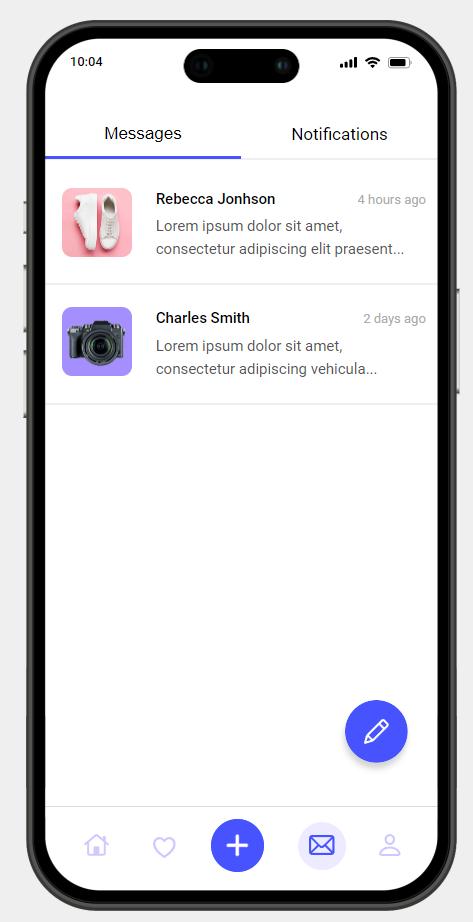 10:04
Messages
Notifications
Rebecca Jonhson
4 hours ago
Lorem ipsum dolor sit amet,
consectetur adipiscing elit praesent...
Charles Smith
2 days ago
Lorem ipsum dolor sit amet,
consectetur adipiscing vehicula...